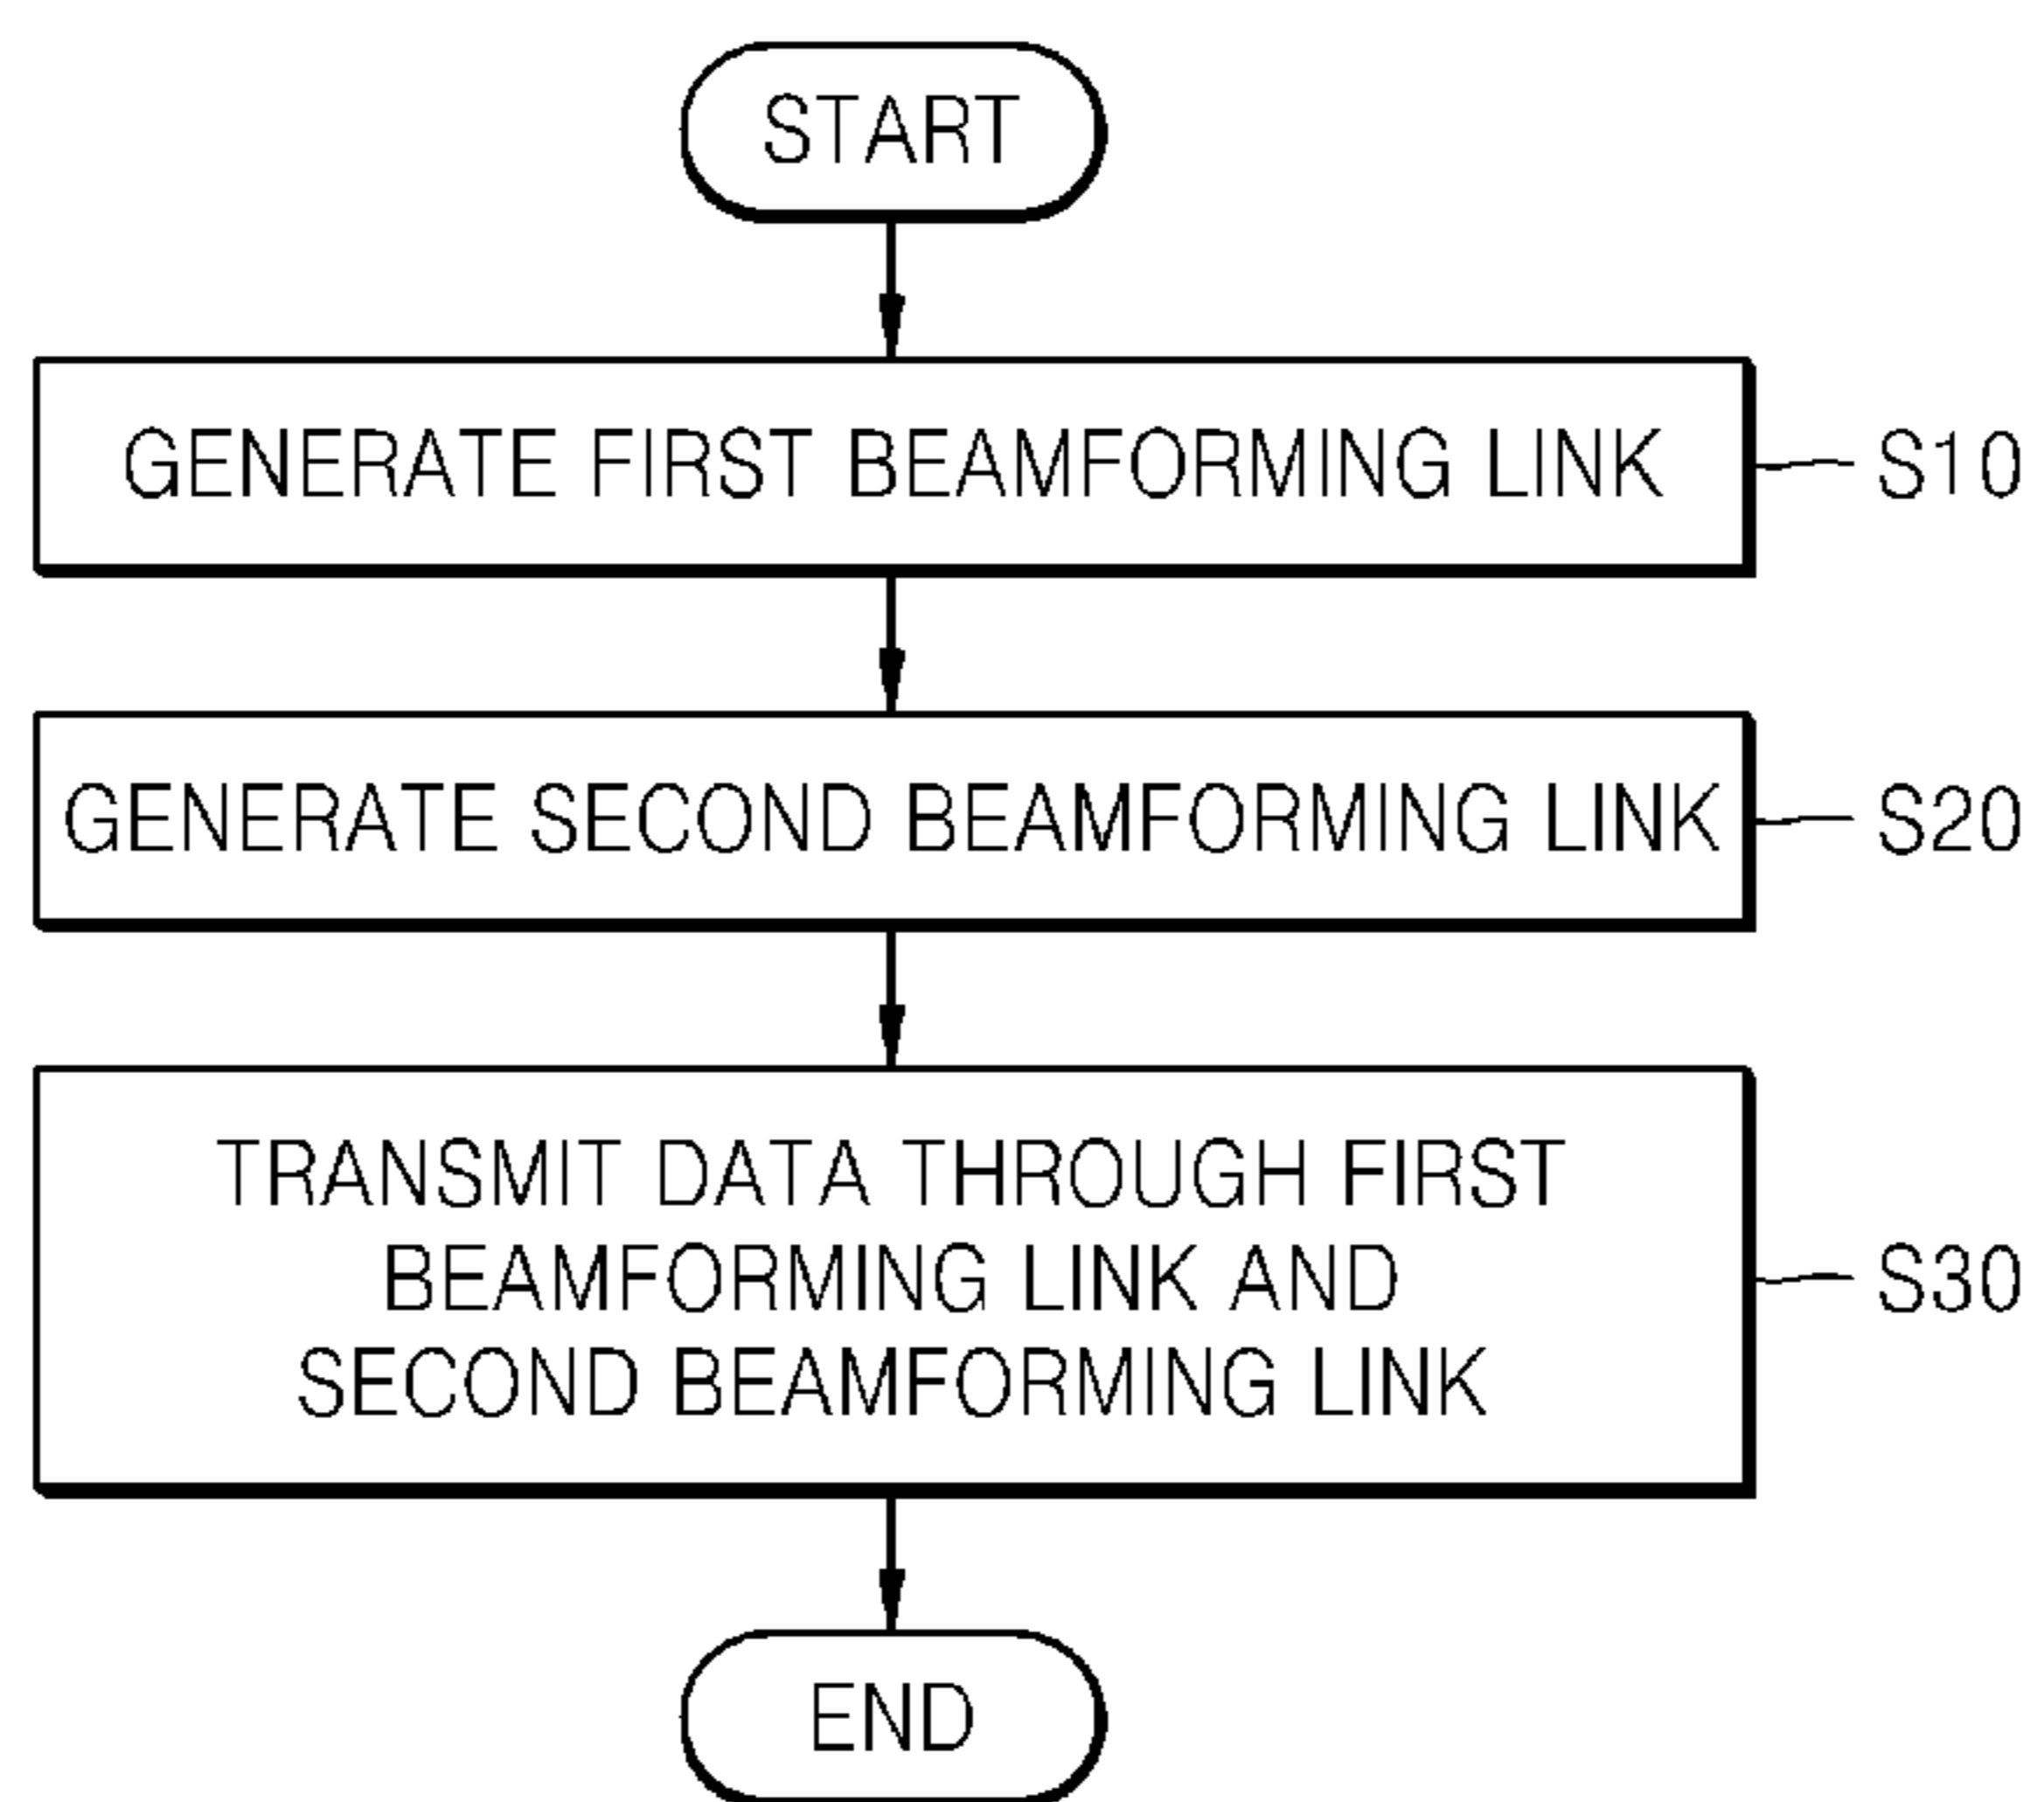 START
GENERATE FIRST BEAMFORMING LINK
S10
GENERATE SECOND BEAMFORMING LINK
S20
TRANSMIT DATA THROUGH FIRST
BEAMFORMING LINK AND
SECOND BEAMFORMING LINK
S30
END